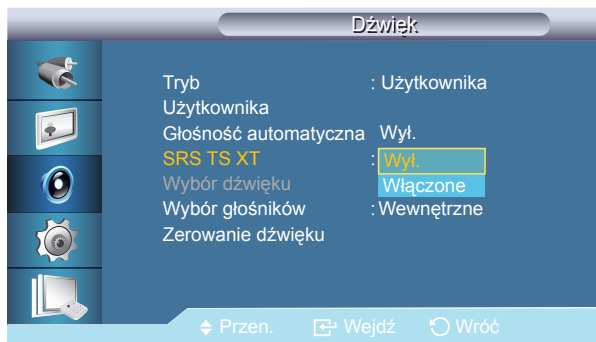 Dźwięk
Tryb : Użytkownika
Użytkownika
Głośność automatyczna Wył.
SRS TS XT : Wył.
Wybór dźwięku Włączone
Wybór głośników : Wewnętrzne
Zerowanie dźwięku
Przen. Wejdź Wróć